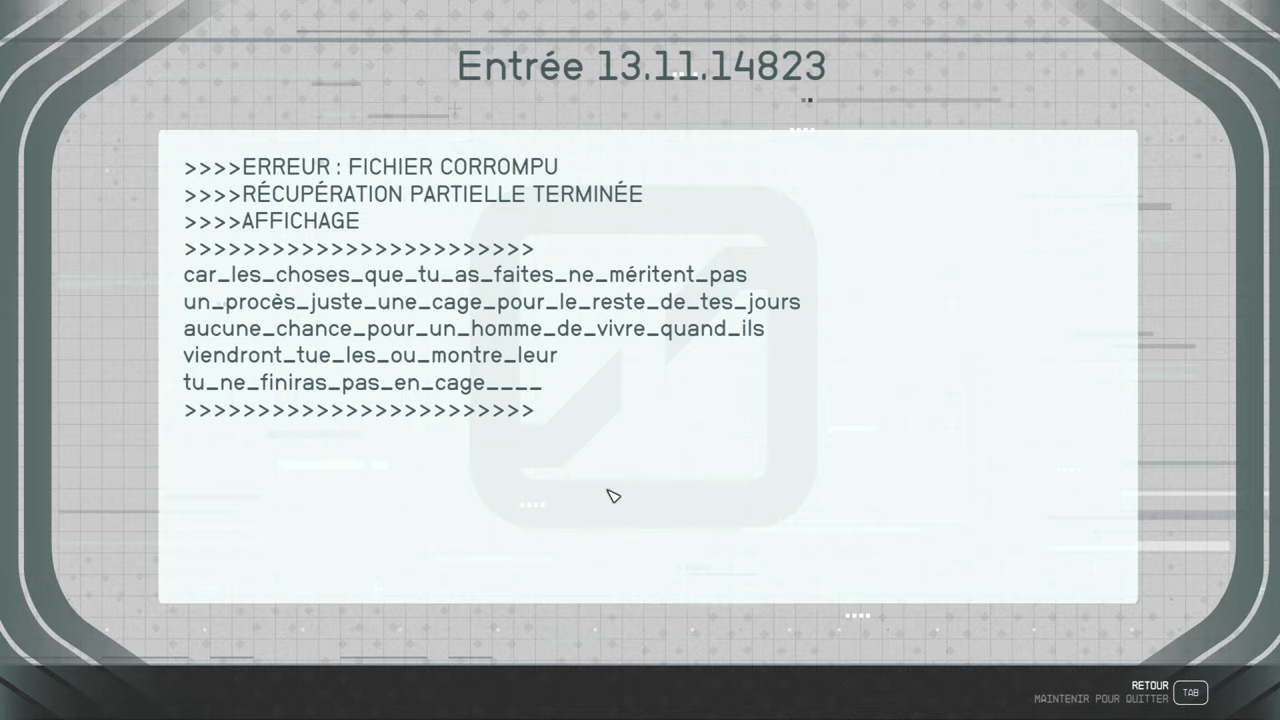 Entrée 13.11.14823
>>>>ERREUR : FICHIER CORROMPU
>>>>RÉCUPÉRATION PARTIELLE TERMINÉE
>>>>AFFICHAGE
>>>>>>>>>>>>>>>>>>>>>>>>
car_les_choses_que_tu_as_faites_ne_méritent_pas
un_procès_juste_une_cage_pour_le_reste_de_tes_jours
aucune_chance_pour_un_homme_de_vivre_quand_ils
viendront_tue_les_ou_montre_leur
tu_ne_finiras_pas_en_cage____
>>>>>>>>>>>>>>>>>>>>>>>>
RETOUR
MAINTENIR POUR QUITTER TAB